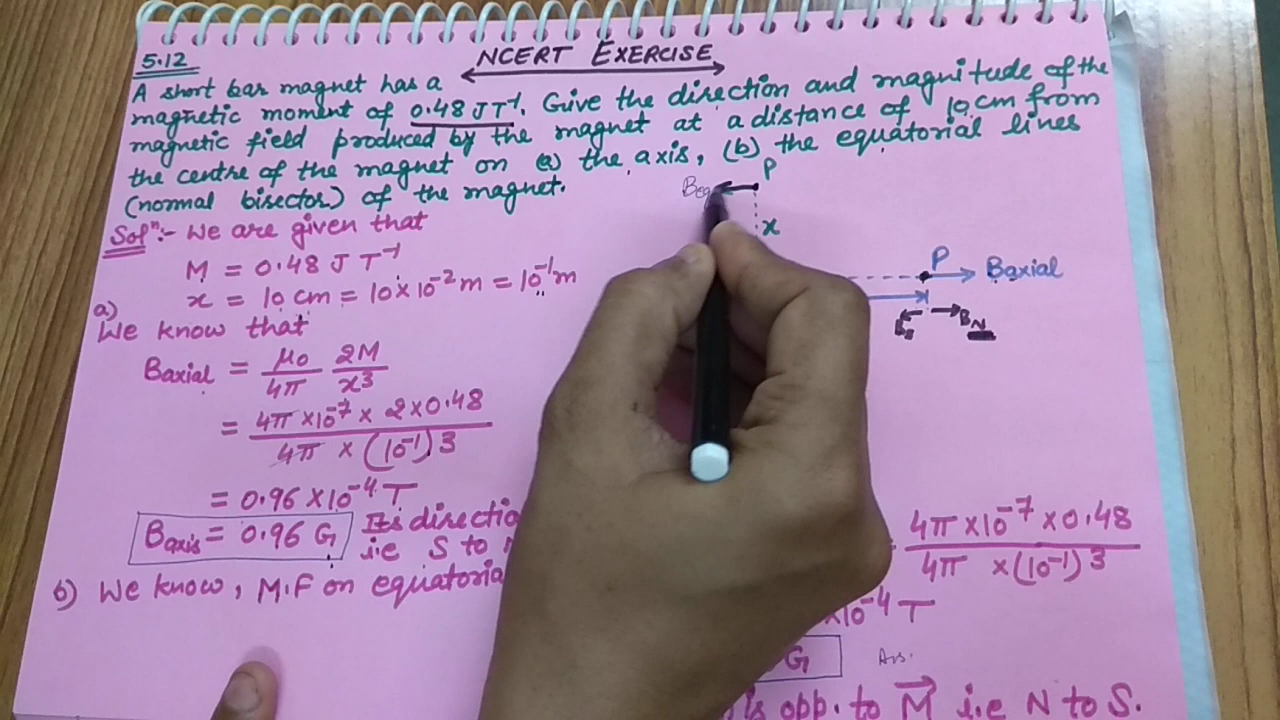 NCERT EXERCISE
5.12
A short bar magnet has a
magnetic moment of 0.48 J T⁻¹. Give the direction and magnitude of the
magnetic field produced by the magnet at a distance of 10 cm from
the centre of the magnet on (a) the axis, (b) the equatorial lines
(normal bisector) of the magnet.
P
x
P Baxial
BN
Solⁿ:- We are given that
M = 0.48 J T⁻¹
x = 10 cm = 10 × 10⁻² m = 10⁻¹ m
a)
We know that
Baxial = μ₀/4π 2M/x³
= 4π × 10⁻⁷ × 2 × 0.48 / 4π × (10⁻¹)³
= 0.96 × 10⁻⁴ T
Baxis = 0.96 G Its
i.e S to
b) We know, M.F on
4π × 10⁻⁷ × 0.48 / 4π × (10⁻¹)³
×10⁻⁴ T
G Ans.
is opp. to M⃗ i.e N to S.